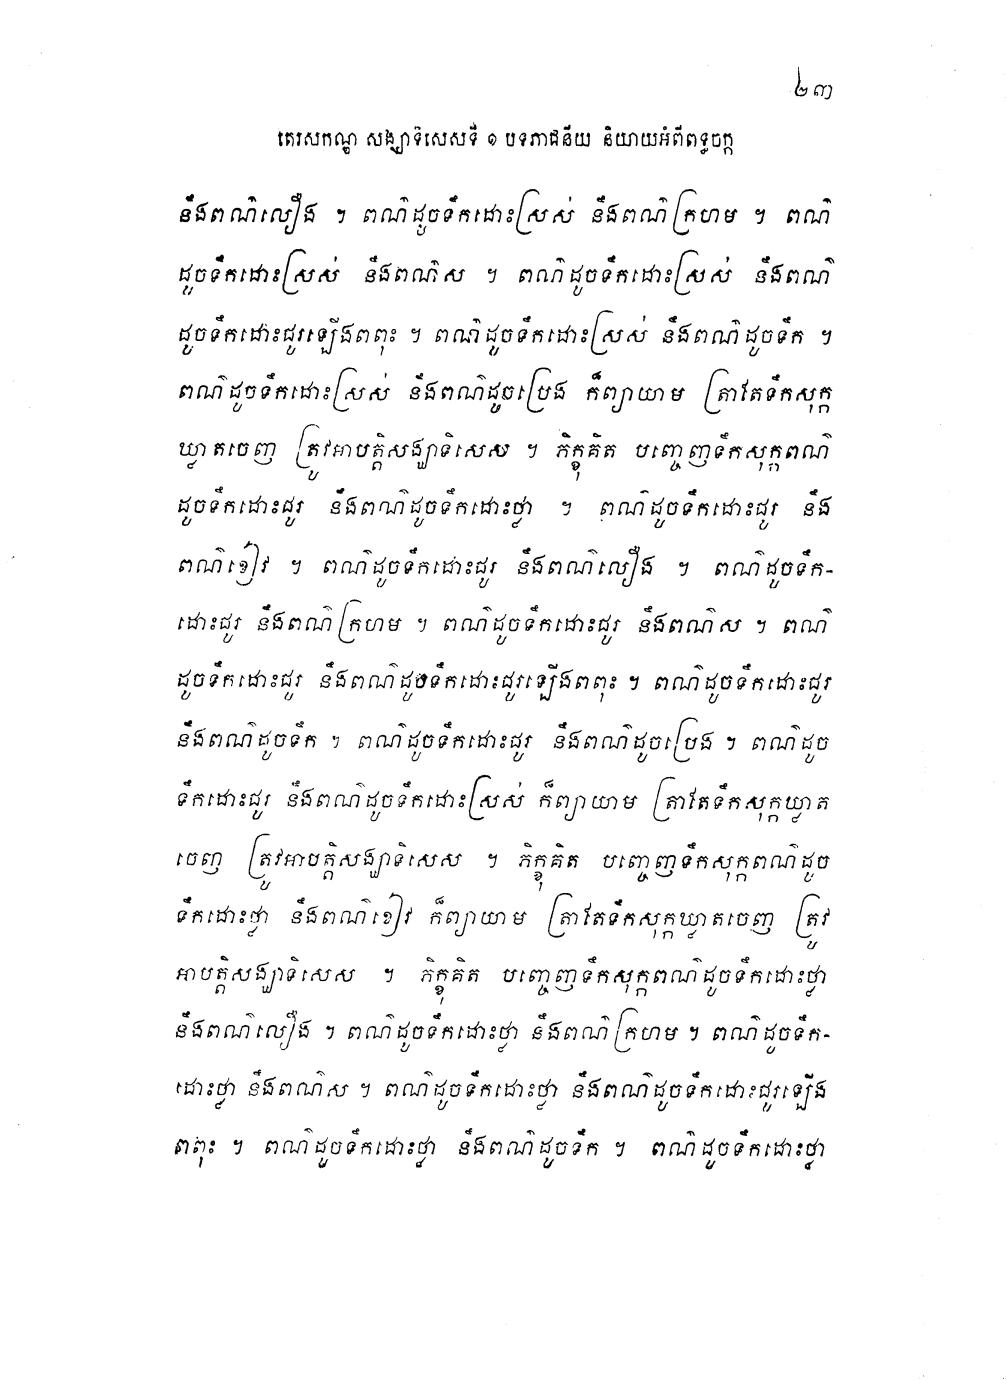 ២៣
តេរសកណ្ឌ សង្ឃាទិសេសទី ១ បទភាជនីយ និយាយអំពីពទ្ធចក្ក
នឹងពណ៌លឿង ។ ពណ៌ដូចទឹកដោះស្រស់ នឹងពណ៌ក្រហម ។ ពណ៌
ដូចទឹកដោះស្រស់ នឹងពណ៌ស ។ ពណ៌ដូចទឹកដោះស្រស់ នឹងពណ៌
ដូចទឹកដោះជូរឡើងពពុះ ។ ពណ៌ដូចទឹកដោះស្រស់ នឹងពណ៌ដូចទឹក ។
ពណ៌ដូចទឹកដោះស្រស់ នឹងពណ៌ដូចប្រេង ក៏ព្យាយាម ត្រាតែទឹកសុក្ក
ឃ្លាតចេញ ត្រូវអាបត្តិសង្ឃាទិសេស ។ ភិក្ខុគិត បញ្ចេញទឹកសុក្កពណ៌
ដូចទឹកដោះជូរ នឹងពណ៌ដូចទឹកដោះថ្លា ។ ពណ៌ដូចទឹកដោះជូរ នឹង
ពណ៌ខៀវ ។ ពណ៌ដូចទឹកដោះជូរ នឹងពណ៌លឿង ។ ពណ៌ដូចទឹក-
ដោះជូរ នឹងពណ៌ក្រហម ។ ពណ៌ដូចទឹកដោះជូរ នឹងពណ៌ស ។ ពណ៌
ដូចទឹកដោះជូរ នឹងពណ៌ដូចទឹកដោះជូរឡើងពពុះ ។ ពណ៌ដូចទឹកដោះជូរ
នឹងពណ៌ដូចទឹក ។ ពណ៌ដូចទឹកដោះជូរ នឹងពណ៌ដូចប្រេង ។ ពណ៌ដូច
ទឹកដោះជូរ នឹងពណ៌ដូចទឹកដោះស្រស់ ក៏ព្យាយាម ត្រាតែទឹកសុក្កឃ្លាត
ចេញ ត្រូវអាបត្តិសង្ឃាទិសេស ។ ភិក្ខុគិត បញ្ចេញទឹកសុក្កពណ៌ដូច
ទឹកដោះថ្លា នឹងពណ៌ខៀវ ក៏ព្យាយាម ត្រាតែទឹកសុក្កឃ្លាតចេញ ត្រូវ
អាបត្តិសង្ឃាទិសេស ។ ភិក្ខុគិត បញ្ចេញទឹកសុក្កពណ៌ដូចទឹកដោះថ្លា
នឹងពណ៌លឿង ។ ពណ៌ដូចទឹកដោះថ្លា នឹងពណ៌ក្រហម ។ ពណ៌ដូចទឹក-
ដោះថ្លា នឹងពណ៌ស ។ ពណ៌ដូចទឹកដោះថ្លា នឹងពណ៌ដូចទឹកដោះជូរឡើង
ពពុះ ។ ពណ៌ដូចទឹកដោះថ្លា នឹងពណ៌ដូចទឹក ។ ពណ៌ដូចទឹកដោះថ្លា